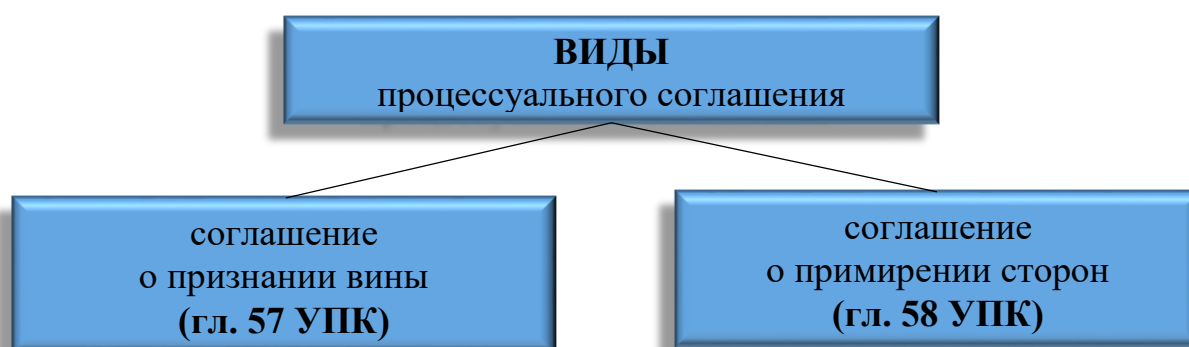 ВИДЫ
процессуального соглашения
соглашение
о признании вины
(гл. 57 УПК)
соглашение
о примирении сторон
(гл. 58 УПК)